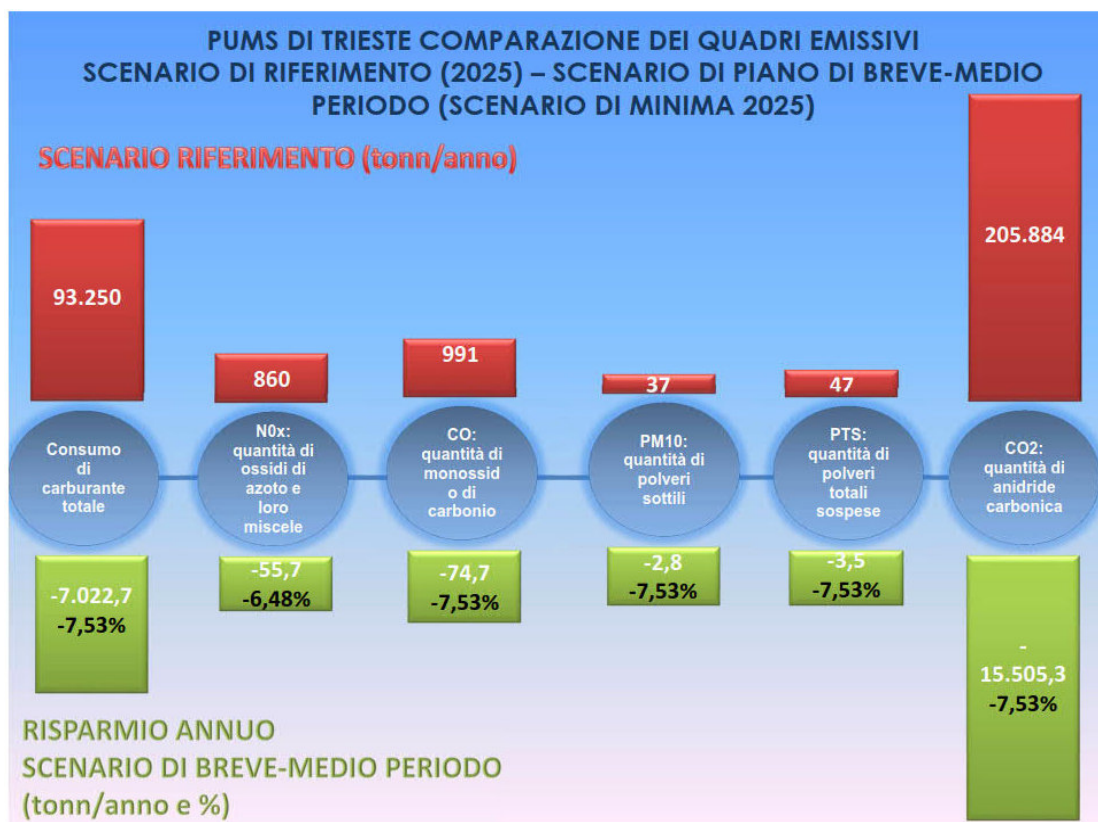 PUMS DI TRIESTE COMPARAZIONE DEI QUADRI EMISSIVI
SCENARIO DI RIFERIMENTO (2025) – SCENARIO DI PIANO DI BREVE-MEDIO
PERIODO (SCENARIO DI MINIMA 2025)
SCENARIO RIFERIMENTO (tonn/anno)
93.250
860
991
37
47
205.884
Consumo
di
carburante
totale
N0x:
quantità di
ossidi di
azoto e
loro
miscele
CO:
quantità di
monossid
o di
carbonio
PM10:
quantità di
polveri
sottili
PTS:
quantità di
polveri
totali
sospese
CO2:
quantità di
anidride
carbonica
-7.022,7
-7,53%
-55,7
-6,48%
-74,7
-7,53%
-2,8
-7,53%
-3,5
-7,53%
-
15.505,3
-7,53%
RISPARMIO ANNUO
SCENARIO DI BREVE-MEDIO PERIODO
(tonn/anno e %)